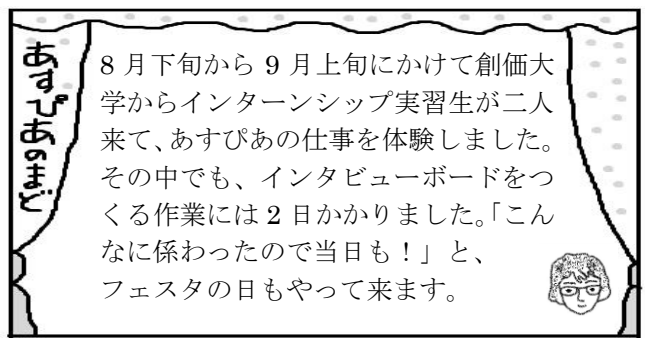 あすぴあのまど
8 月下旬から 9 月上旬にかけて創価大
学からインターンシップ実習生が二人
来て、あすぴあの仕事を体験しました。
その中でも、インタビューボードをつ
くる作業には 2 日かかりました。「こん
なに係わったので当日も！」と、
フェスタの日もやって来ます。